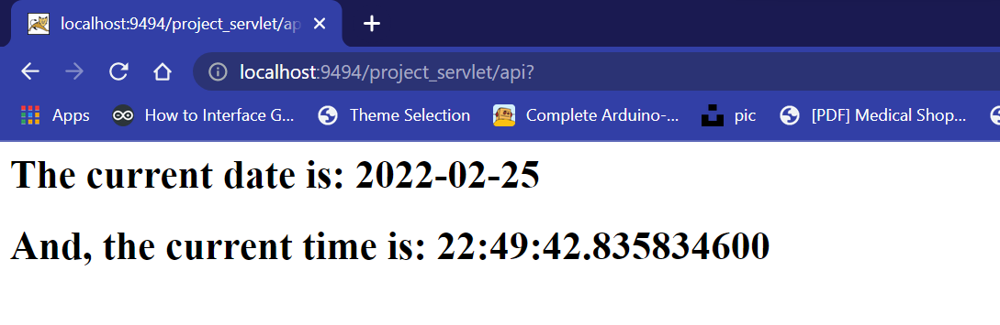 localhost:9494/project_servlet/ap
localhost:9494/project_servlet/api?
Apps How to Interface G... Theme Selection Complete Arduino-... pic [PDF] Medical Shop...
The current date is: 2022-02-25
And, the current time is: 22:49:42.835834600